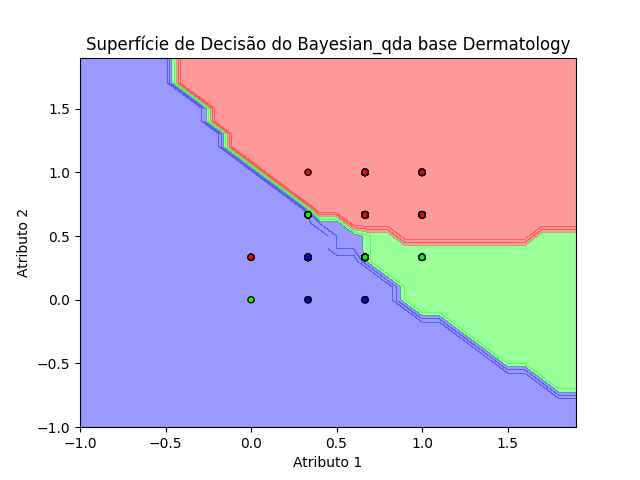 Superfície de Decisão do Bayesian_qda base Dermatology
1.5
1.0
0.5
0.0
−0.5
−1.0
Atributo 2
−1.0 −0.5 0.0 0.5 1.0 1.5
Atributo 1